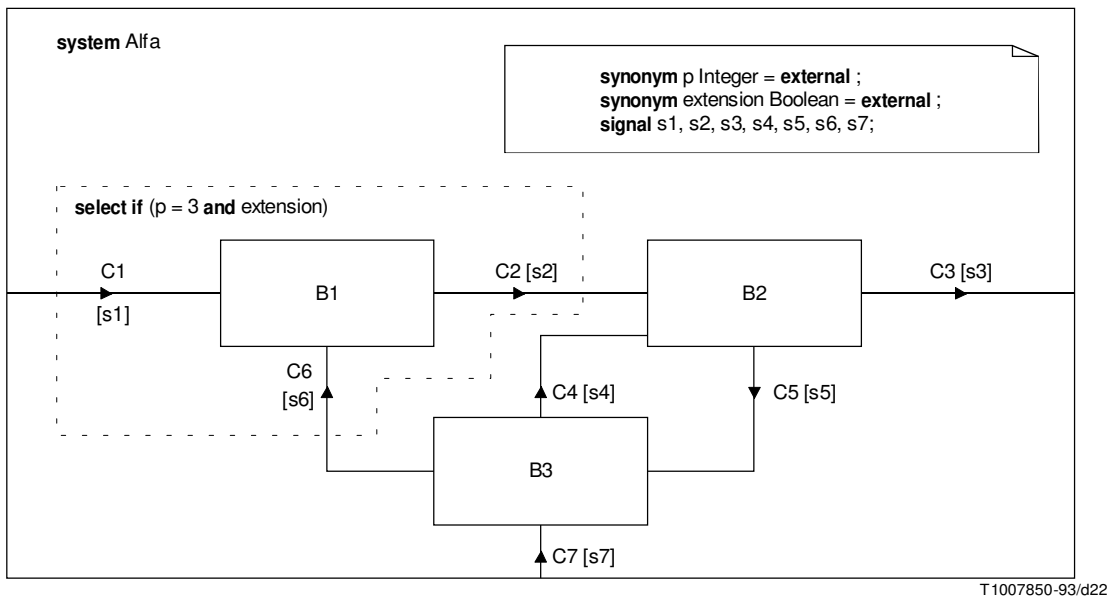 system Alfa
synonym p Integer = external ;
synonym extension Boolean = external ;
signal s1, s2, s3, s4, s5, s6, s7;
select if (p = 3 and extension)
C1
[s1]
B1
C2 [s2]
B2
C3 [s3]
C6
[s6]
C4 [s4]
C5 [s5]
B3
C7 [s7]
T1007850-93/d22